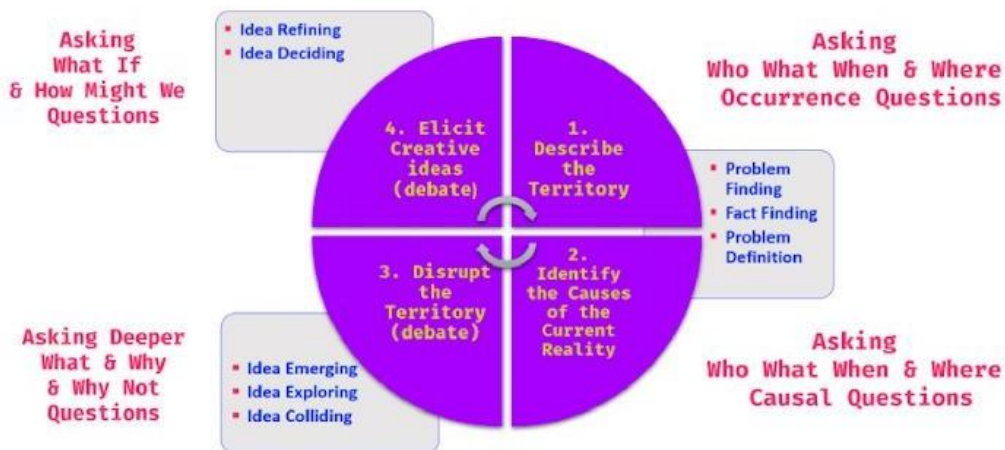 Asking
What If
& How Might We
Questions
▪ Idea Refining
▪ Idea Deciding
4. Elicit
Creative
ideas
(debate)
1.
Describe
the
Territory
Asking
Who What When & Where
Occurrence Questions
▪ Problem
Finding
▪ Fact Finding
▪ Problem
Definition
2.
Identify
the Causes
of the
Current
Reality
Asking
Who What When & Where
Causal Questions
3. Disrupt
the
Territory
(debate)
Asking Deeper
What & Why
& Why Not
Questions
▪ Idea Emerging
▪ Idea Exploring
▪ Idea Colliding